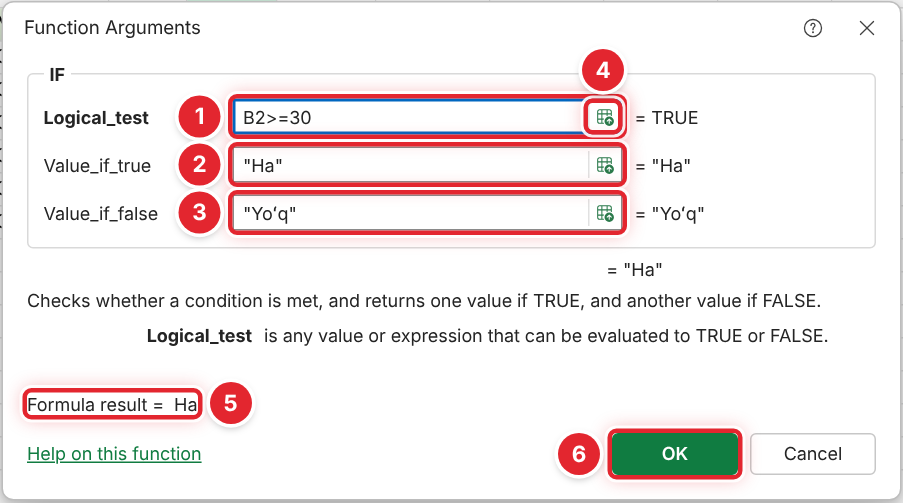 Function Arguments
IF
4
Logical_test 1 B2>=30 = TRUE
Value_if_true 2 "Ha" = "Ha"
Value_if_false 3 "Yoʻq" = "Yoʻq"
= "Ha"
Checks whether a condition is met, and returns one value if TRUE, and another value if FALSE.
Logical_test is any value or expression that can be evaluated to TRUE or FALSE.
Formula result = Ha 5
Help on this function 6 OK Cancel